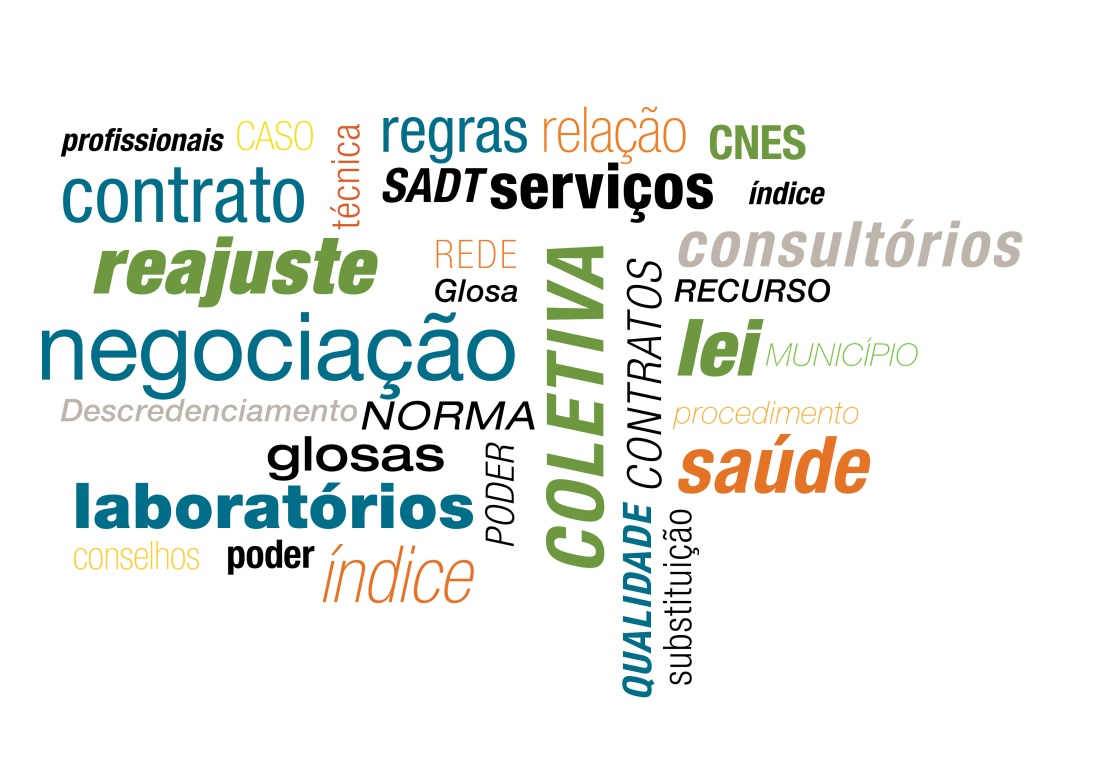 profissionais
CASO
técnica
regras
relação
CNES
contrato
SADT
serviços
índice
reajuste
REDE
consultórios
Glosa
COLETIVA
CONTRATOS
RECURSO
negociação
lei
MUNICÍPIO
Descredenciamento
NORMA
procedimento
glosas
PODER
saúde
laboratórios
conselhos
poder
índice
QUALIDADE
substituição